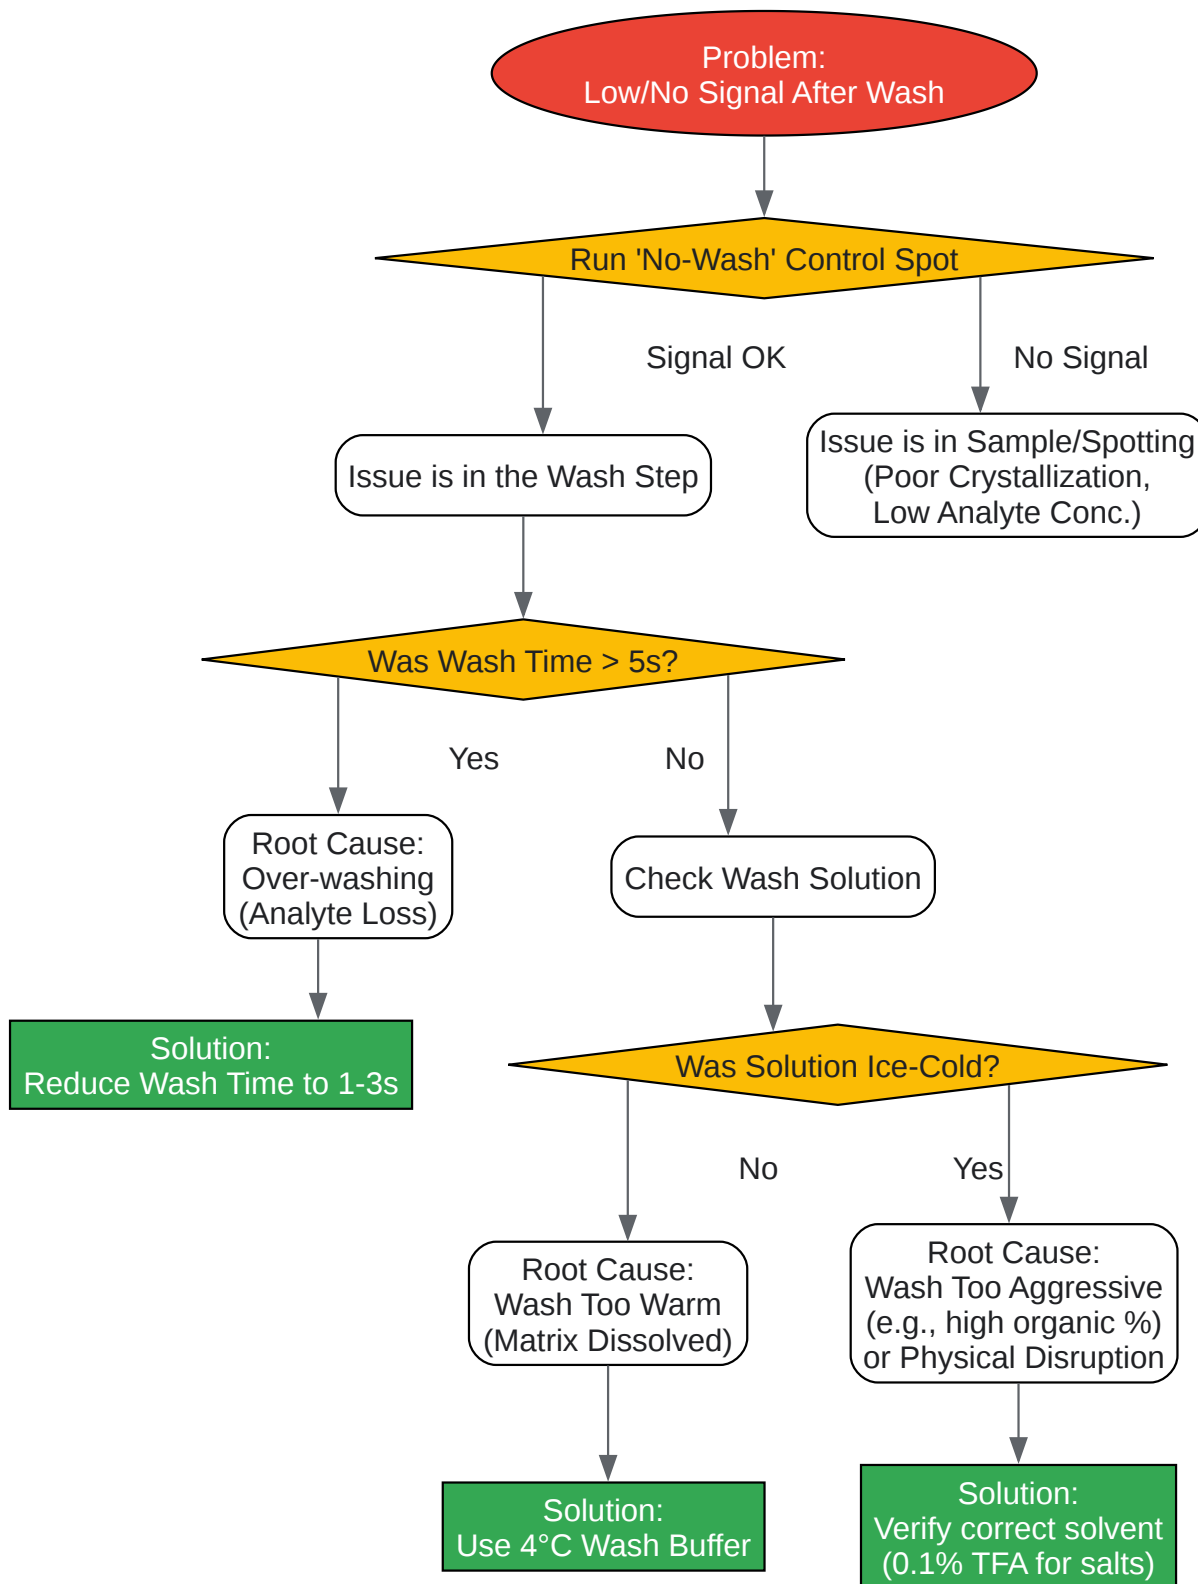 Problem:
Low/No Signal After Wash
Run 'No-Wash' Control Spot
Signal OK
No Signal
Issue is in the Wash Step
Issue is in Sample/Spotting
(Poor Crystallization,
Low Analyte Conc.)
Was Wash Time > 5s?
Yes
No
Root Cause:
Over-washing
(Analyte Loss)
Check Wash Solution
Solution:
Reduce Wash Time to 1-3s
Was Solution Ice-Cold?
No
Yes
Root Cause:
Wash Too Warm
(Matrix Dissolved)
Root Cause:
Wash Too Aggressive
(e.g., high organic %)
or Physical Disruption
Solution:
Use 4°C Wash Buffer
Solution:
Verify correct solvent
(0.1% TFA for salts)